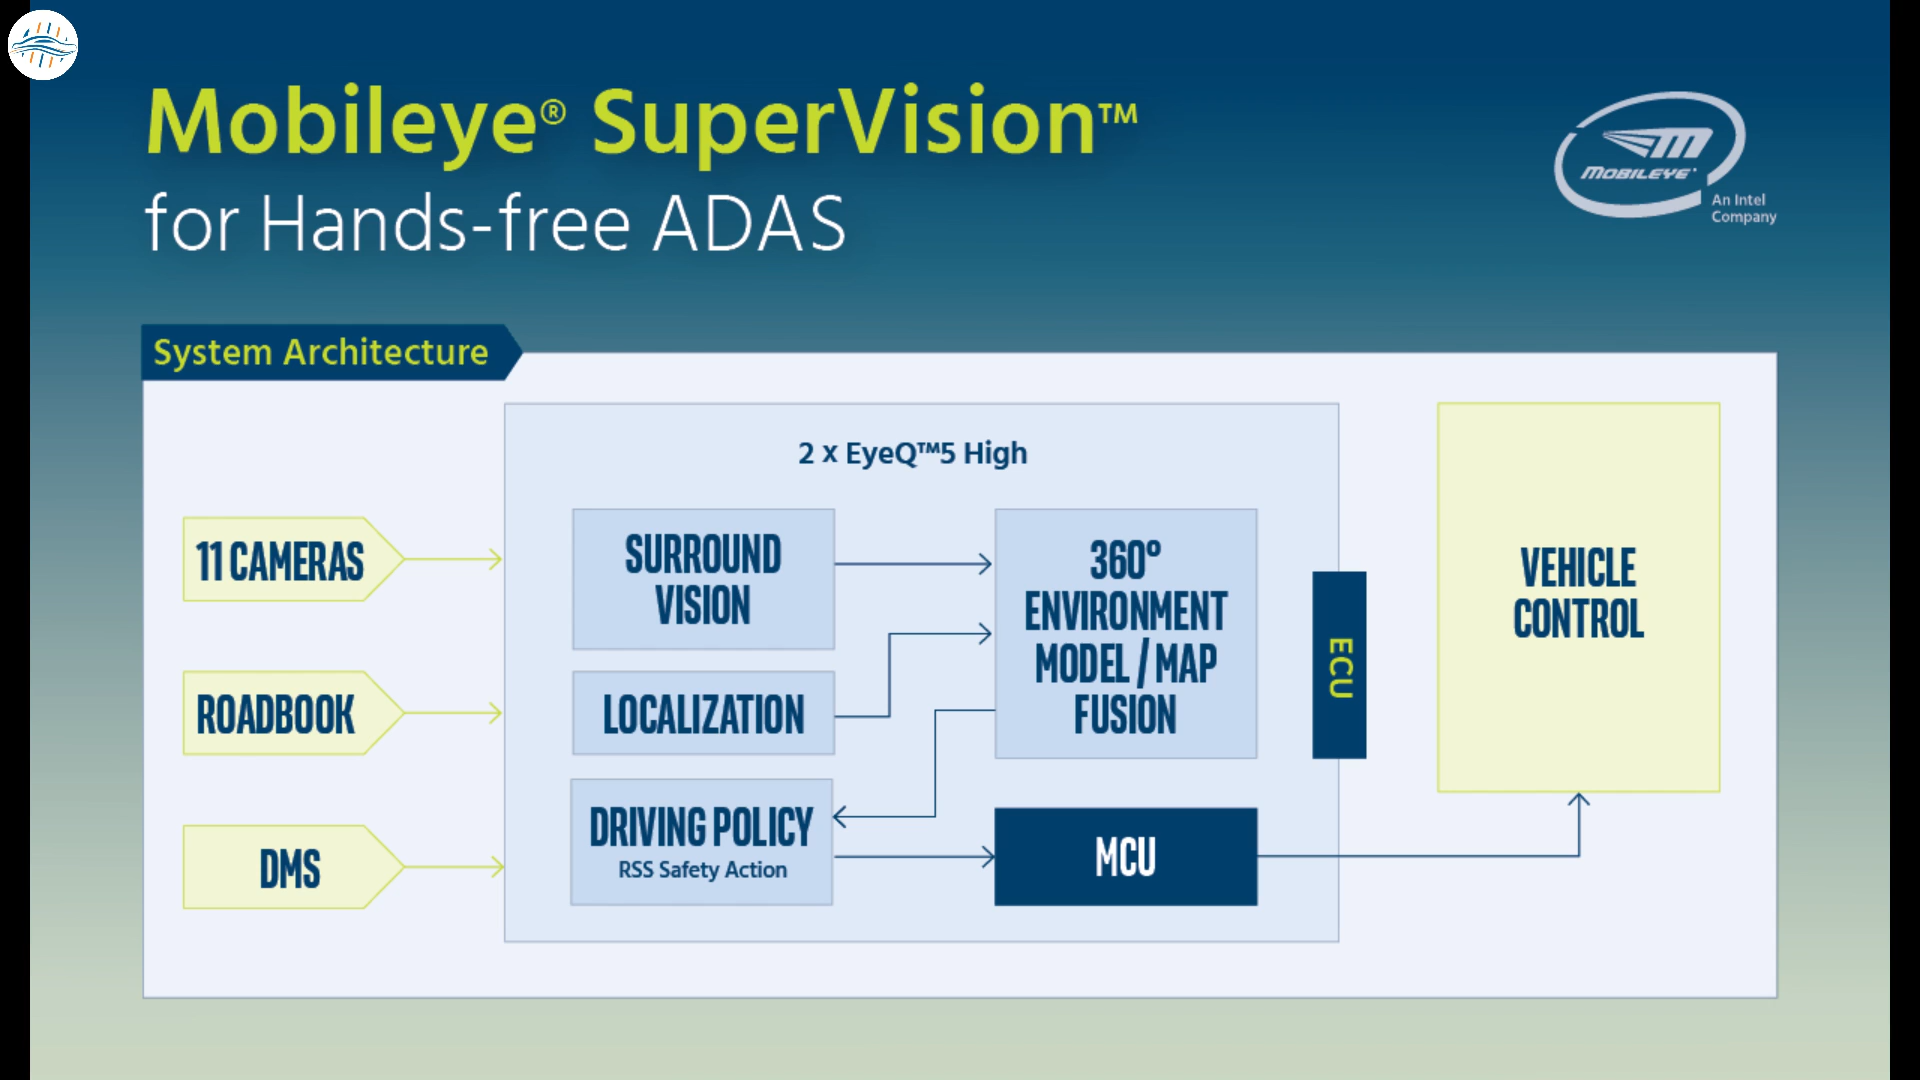 Mobileye® SuperVision™
for Hands-free ADAS
MOBILEYE®
An Intel
Company
System Architecture
2 x EyeQ™5 High
11 CAMERAS
ROADBOOK
DMS
SURROUND
VISION
LOCALIZATION
DRIVING POLICY
RSS Safety Action
360°
ENVIRONMENT
MODEL / MAP
FUSION
MCU
ECU
VEHICLE
CONTROL